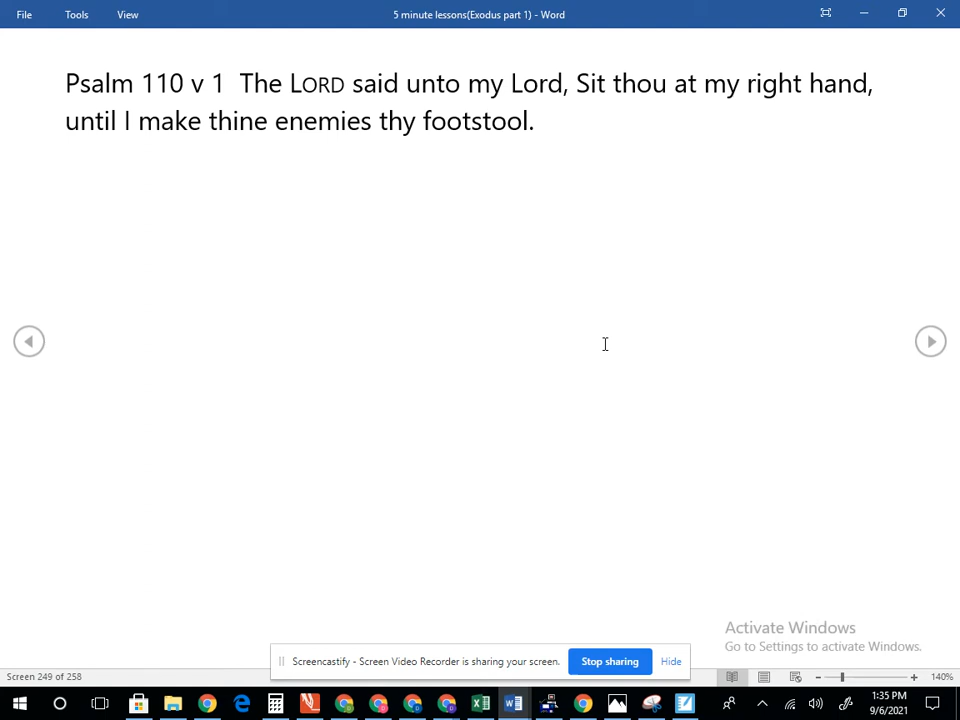 File Tools View 5 minute lessons(Exodus part 1) - Word
Psalm 110 v 1 The LORD said unto my Lord, Sit thou at my right hand,
until I make thine enemies thy footstool.
Activate Windows
Go to Settings to activate Windows.
Screencastify - Screen Video Recorder is sharing your screen. Stop sharing Hide
Screen 249 of 258 140%
1:35 PM
9/6/2021